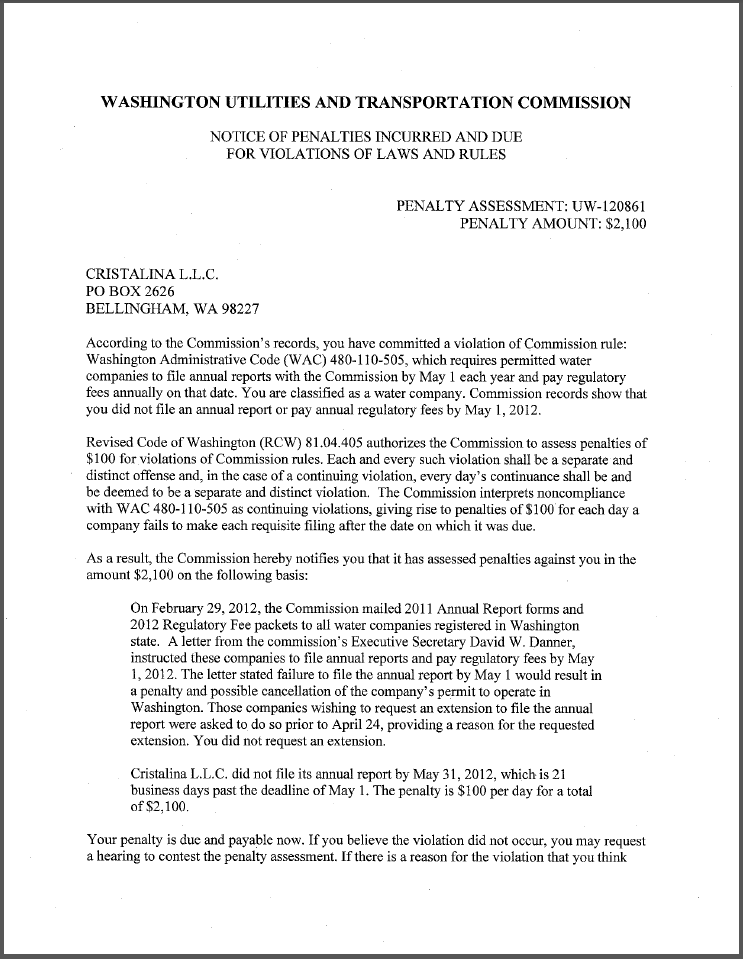 WASHINGTON UTILITIES AND TRANSPORTATION COMMISSION
NOTICE OF PENALTIES INCURRED AND DUE
FOR VIOLATIONS OF LAWS AND RULES
PENALTY ASSESSMENT: UW-120861
PENALTY AMOUNT: $2,100
CRISTALINA L.L.C.
PO BOX 2626
BELLINGHAM, WA 98227
According to the Commission's records, you have committed a violation of Commission rule:
Washington Administrative Code (WAC) 480-110-505, which requires permitted water
companies to file annual reports with the Commission by May 1 each year and pay regulatory
fees annually on that date. You are classified as a water company. Commission records show that
you did not file an annual report or pay annual regulatory fees by May 1, 2012.
Revised Code of Washington (RCW) 81.04.405 authorizes the Commission to assess penalties of
$100 for violations of Commission rules. Each and every such violation shall be a separate and
distinct offense and, in the case of a continuing violation, every day's continuance shall be and
be deemed to be a separate and distinct violation. The Commission interprets noncompliance
with WAC 480-110-505 as continuing violations, giving rise to penalties of $100 for each day a
company fails to make each requisite filing after the date on which it was due.
As a result, the Commission hereby notifies you that it has assessed penalties against you in the
amount $2,100 on the following basis:
On February 29, 2012, the Commission mailed 2011 Annual Report forms and
2012 Regulatory Fee packets to all water companies registered in Washington
state. A letter from the commission's Executive Secretary David W. Danner,
instructed these companies to file annual reports and pay regulatory fees by May
1, 2012. The letter stated failure to file the annual report by May 1 would result in
a penalty and possible cancellation of the company's permit to operate in
Washington. Those companies wishing to request an extension to file the annual
report were asked to do so prior to April 24, providing a reason for the requested
extension. You did not request an extension.
Cristalina L.L.C. did not file its annual report by May 31, 2012, which is 21
business days past the deadline of May 1. The penalty is $100 per day for a total
of $2,100.
Your penalty is due and payable now. If you believe the violation did not occur, you may request
a hearing to contest the penalty assessment. If there is a reason for the violation that you think